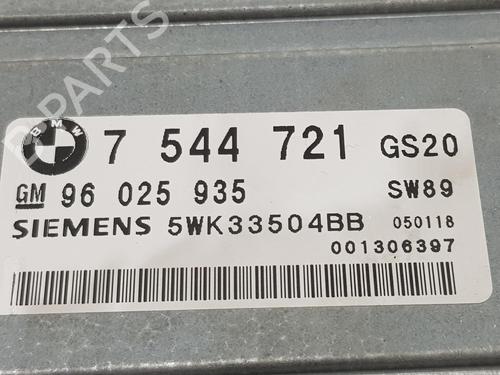 B-PARTS
BMW
7 544 721 GS20
GM 96 025 935 SW89
SIEMENS 5WK33504BB 050118
001306397